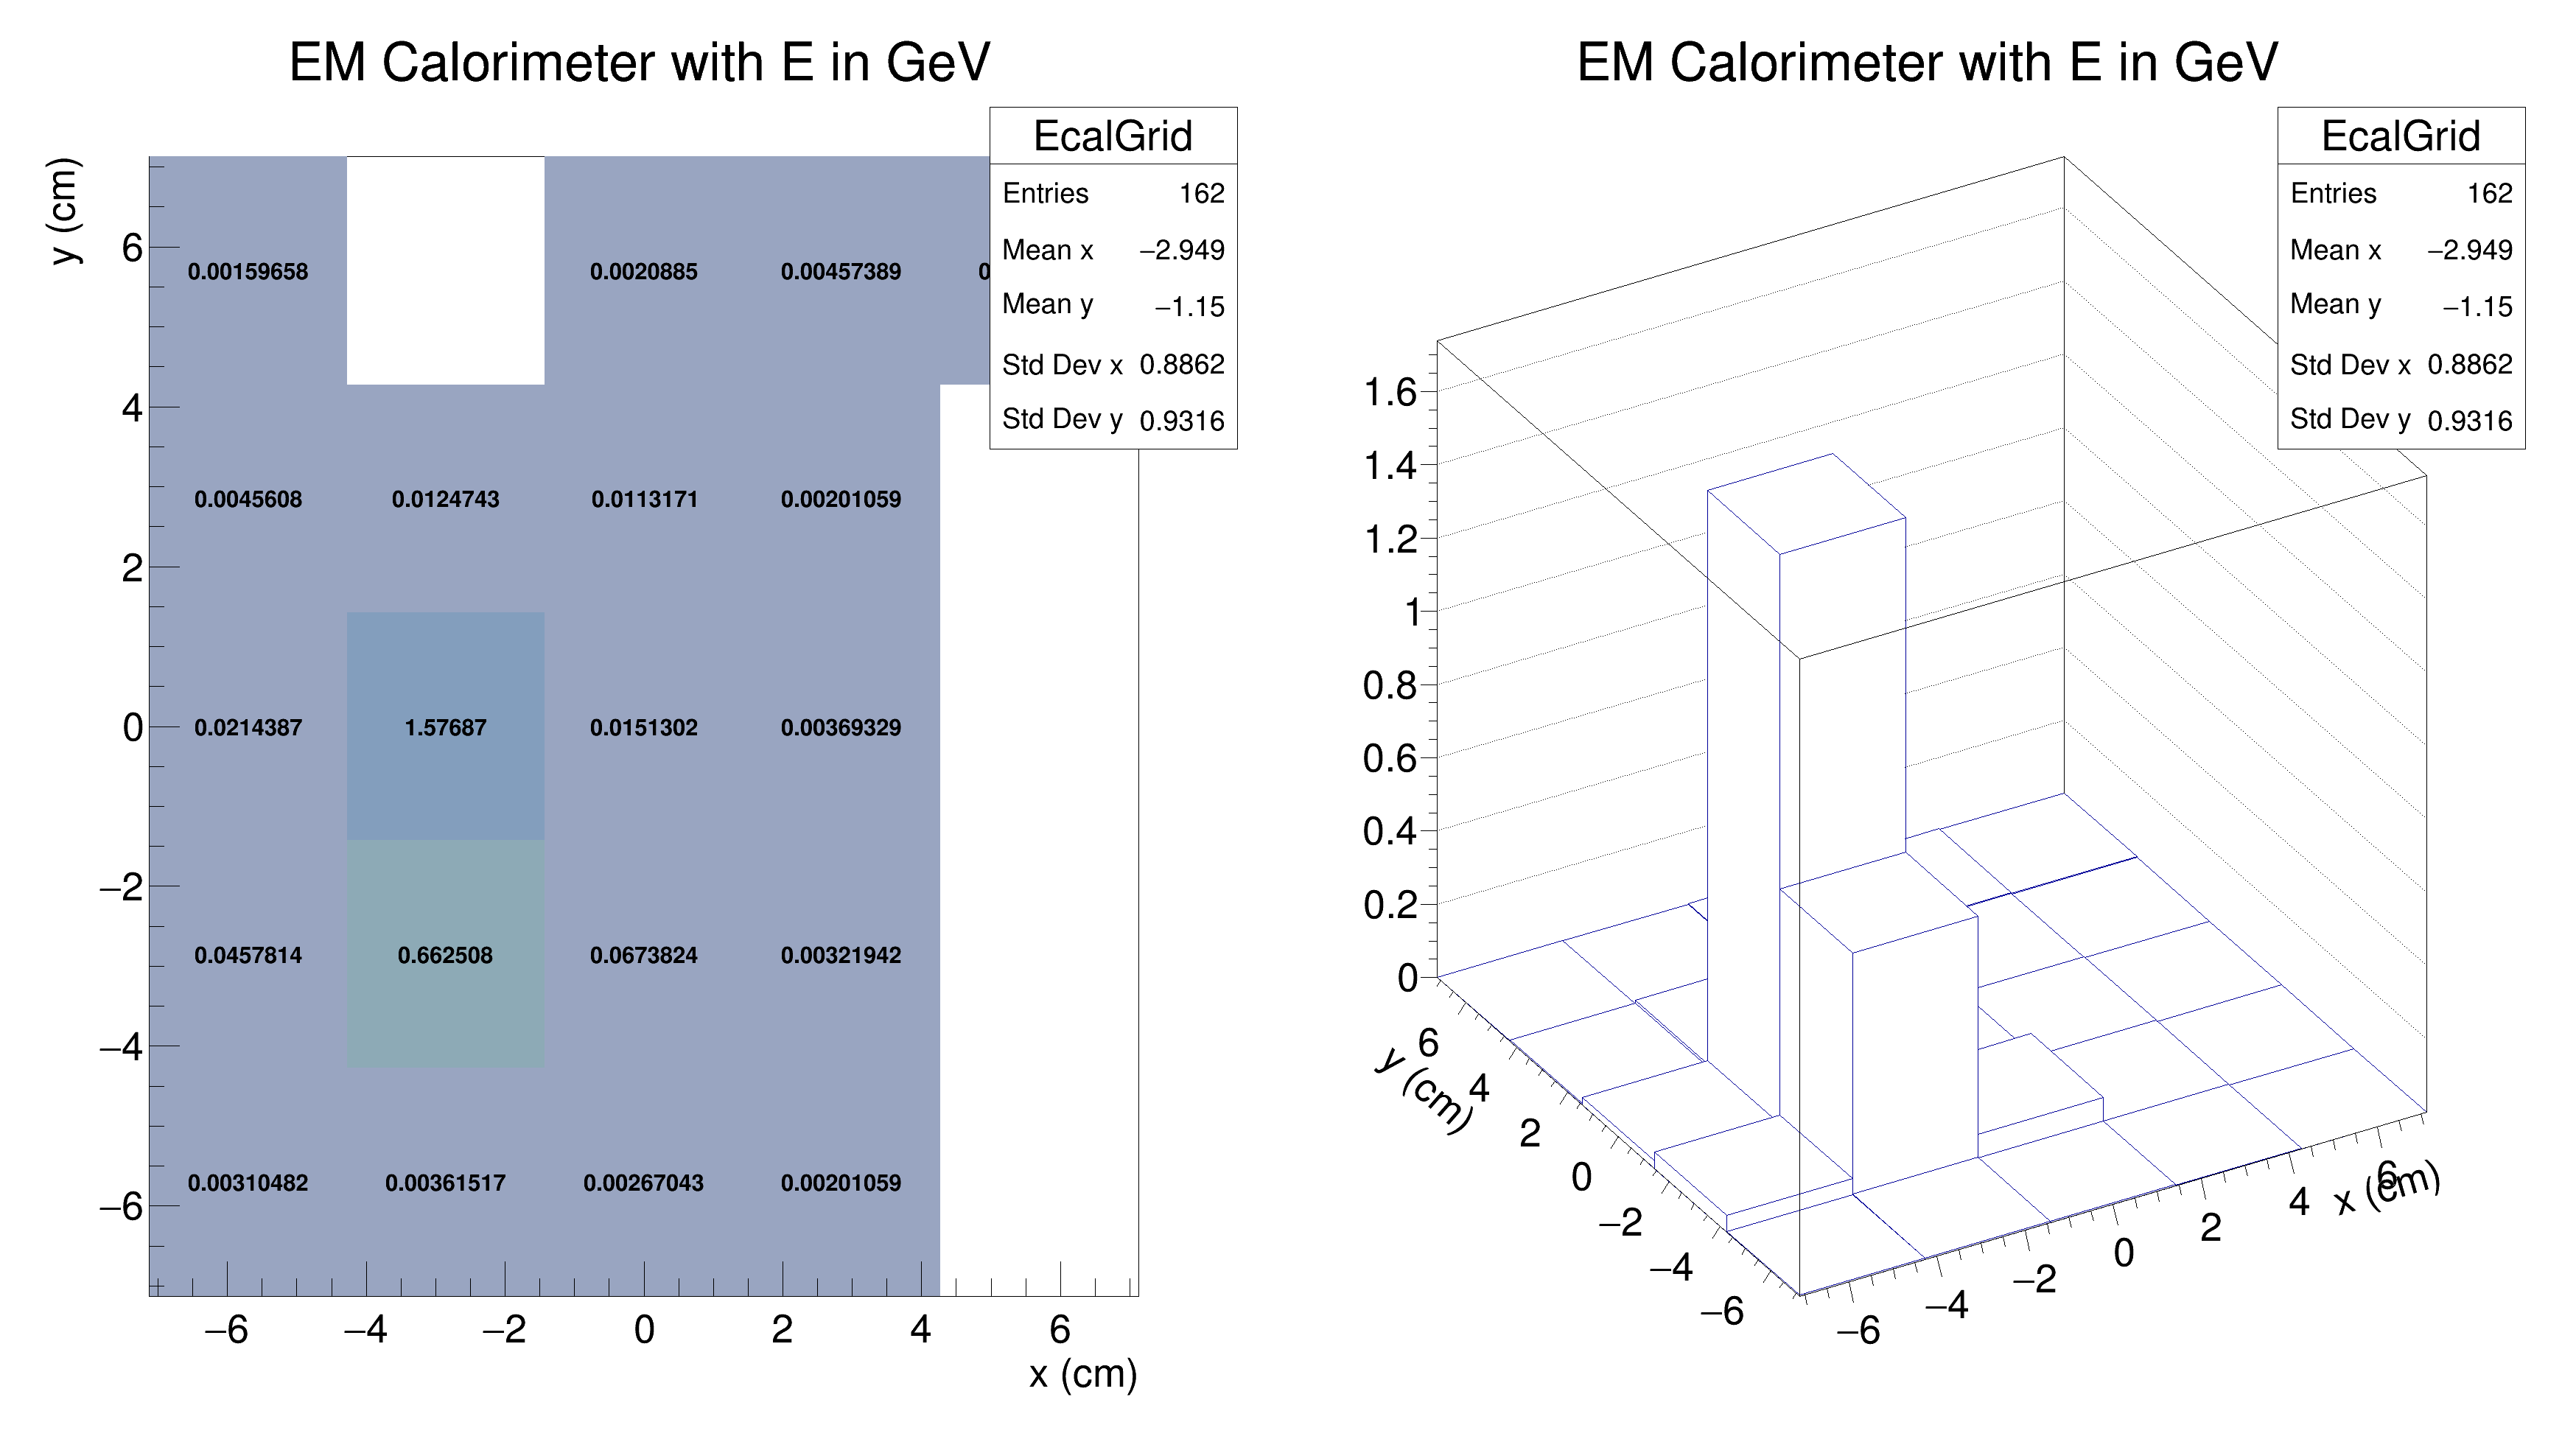 EM Calorimeter with E in GeV
EcalGrid
Entries 162
Mean x −2.949
Mean y −1.15
Std Dev x 0.8862
Std Dev y 0.9316
y (cm)
6
4
2
0
−2
−4
−6
0.00159658 0.0020885 0.00457389 0
0.0045608 0.0124743 0.0113171 0.00201059
0.0214387 1.57687 0.0151302 0.00369329
0.0457814 0.662508 0.0673824 0.00321942
0.00310482 0.00361517 0.00267043 0.00201059
−6 −4 −2 0 2 4 6
x (cm)
EM Calorimeter with E in GeV
EcalGrid
Entries 162
Mean x −2.949
Mean y −1.15
Std Dev x 0.8862
Std Dev y 0.9316
1.6
1.4
1.2
1
0.8
0.6
0.4
0.2
0
y (cm)
6
4
2
0
−2
−4
−6
−6 −4 −2 0 2 4 6
x (cm)